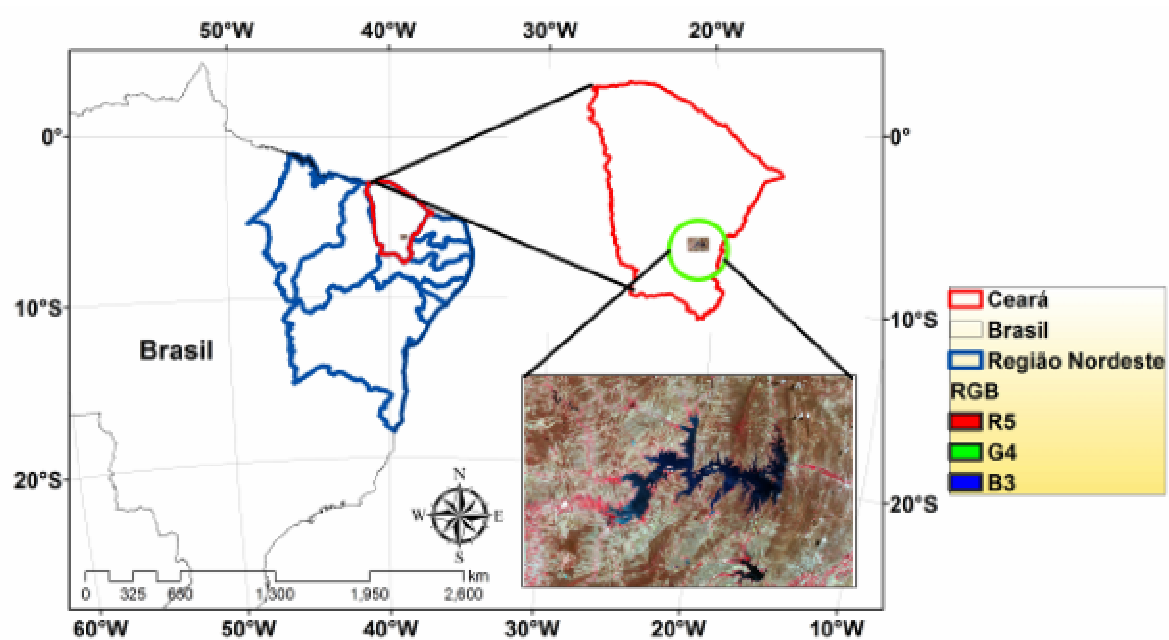 50°W 40°W 30°W 20°W
0° 0°
10°S 10°S
20°S 20°S
Brasil
N
W E
S
km
0 325 650 1,300 1,950 2,600
60°W 50°W 40°W 30°W 20°W 10°W
Ceará
Brasil
Região Nordeste
RGB
R5
G4
B3